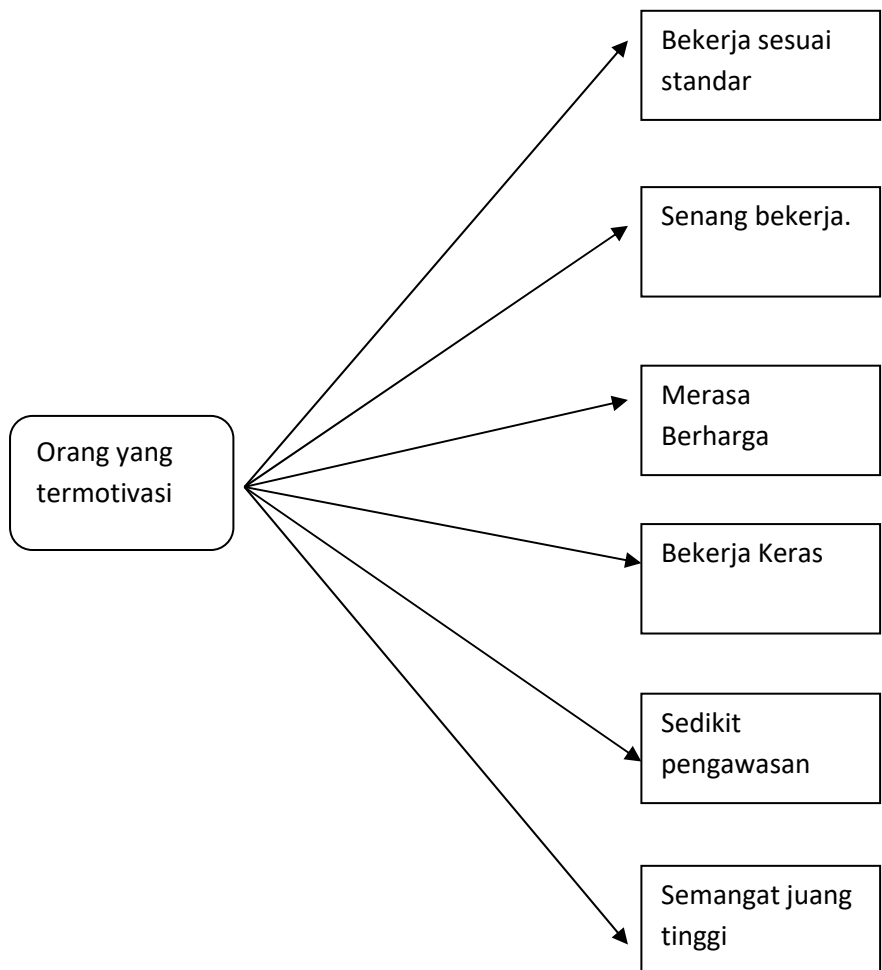 Bekerja sesuai
standar
Senang bekerja.
Merasa
Berharga
Orang yang
termotivasi
Bekerja Keras
Sedikit
pengawasan
Semangat juang
tinggi